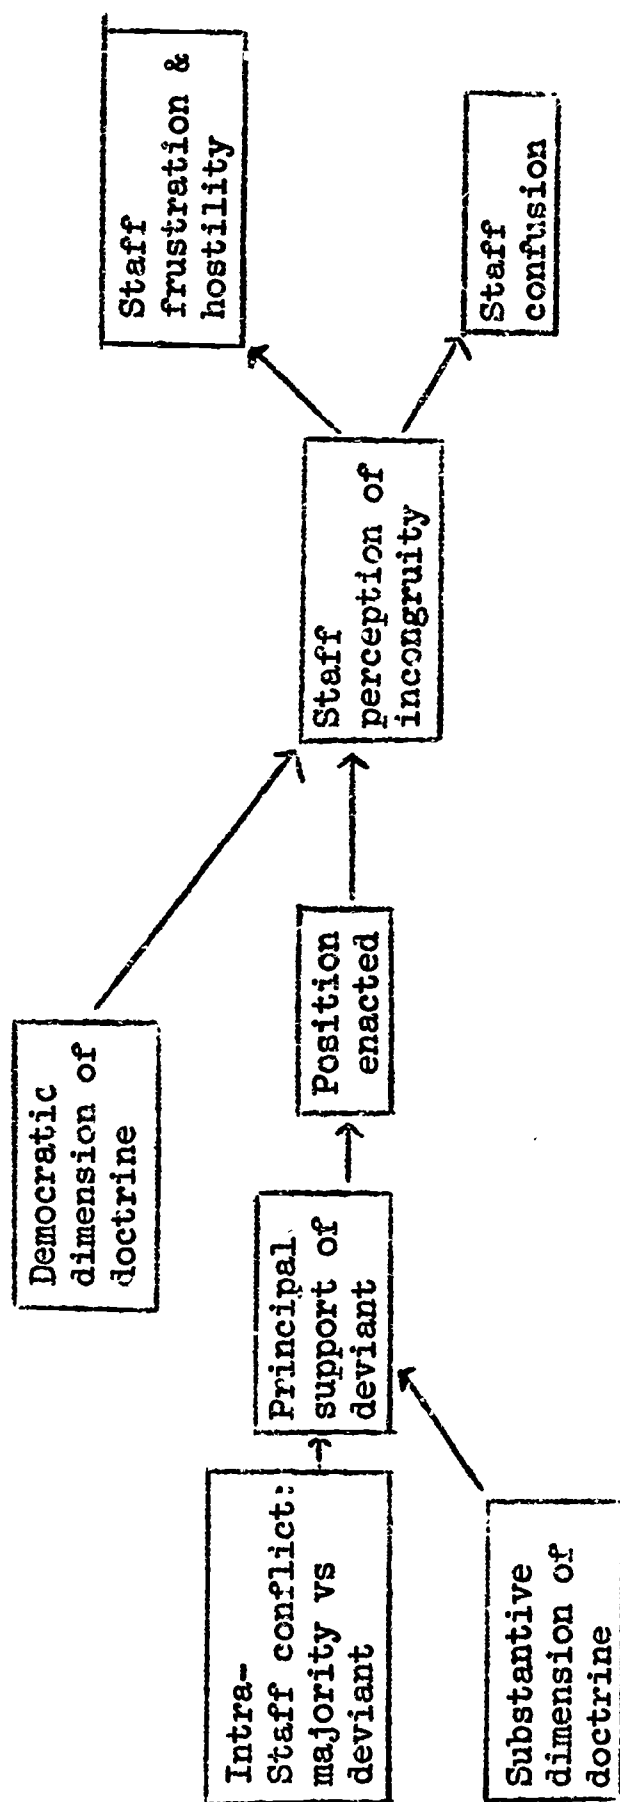 Intra-
Staff conflict:
majority vs
deviant
Substantive
dimension of
doctrine
Principal
support of
deviant
Democratic
dimension of
doctrine
Position
enacted
Staff
perception of
incongruity
Staff
frustration &
hostility
Staff
confusion